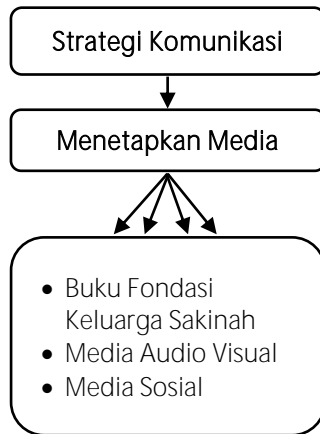 Strategi Komunikasi
Menetapkan Media
• Buku Fondasi
Keluarga Sakinah
• Media Audio Visual
• Media Sosial